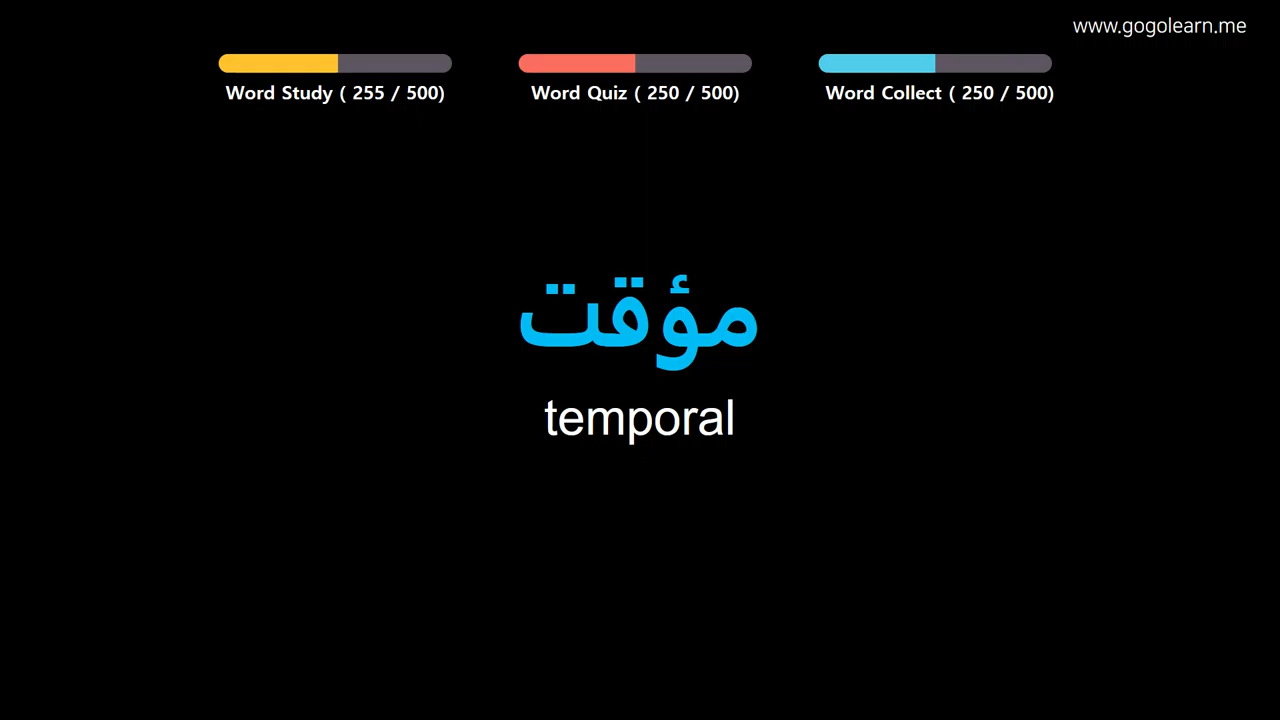 www.gogolearn.me
Word Study ( 255 / 500)
Word Quiz ( 250 / 500)
Word Collect ( 250 / 500)
مؤقت
temporal